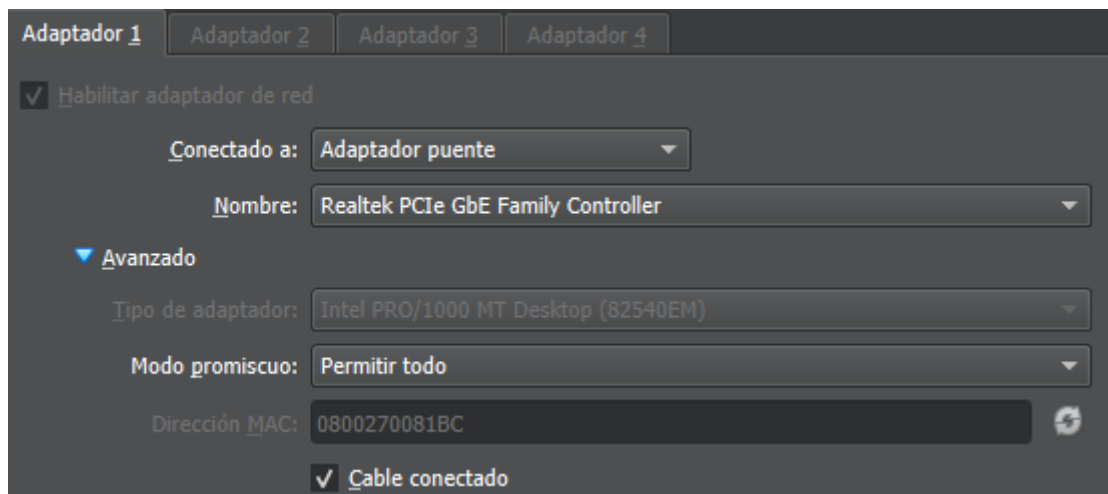 Adaptador 1 Adaptador 2 Adaptador 3 Adaptador 4
Habilitar adaptador de red
Conectado a: Adaptador puente
Nombre: Realtek PCIe GbE Family Controller
Avanzado
Tipo de adaptador: Intel PRO/1000 MT Desktop (82540EM)
Modo promiscuo: Permitir todo
Dirección MAC: 0800270081BC
Cable conectado